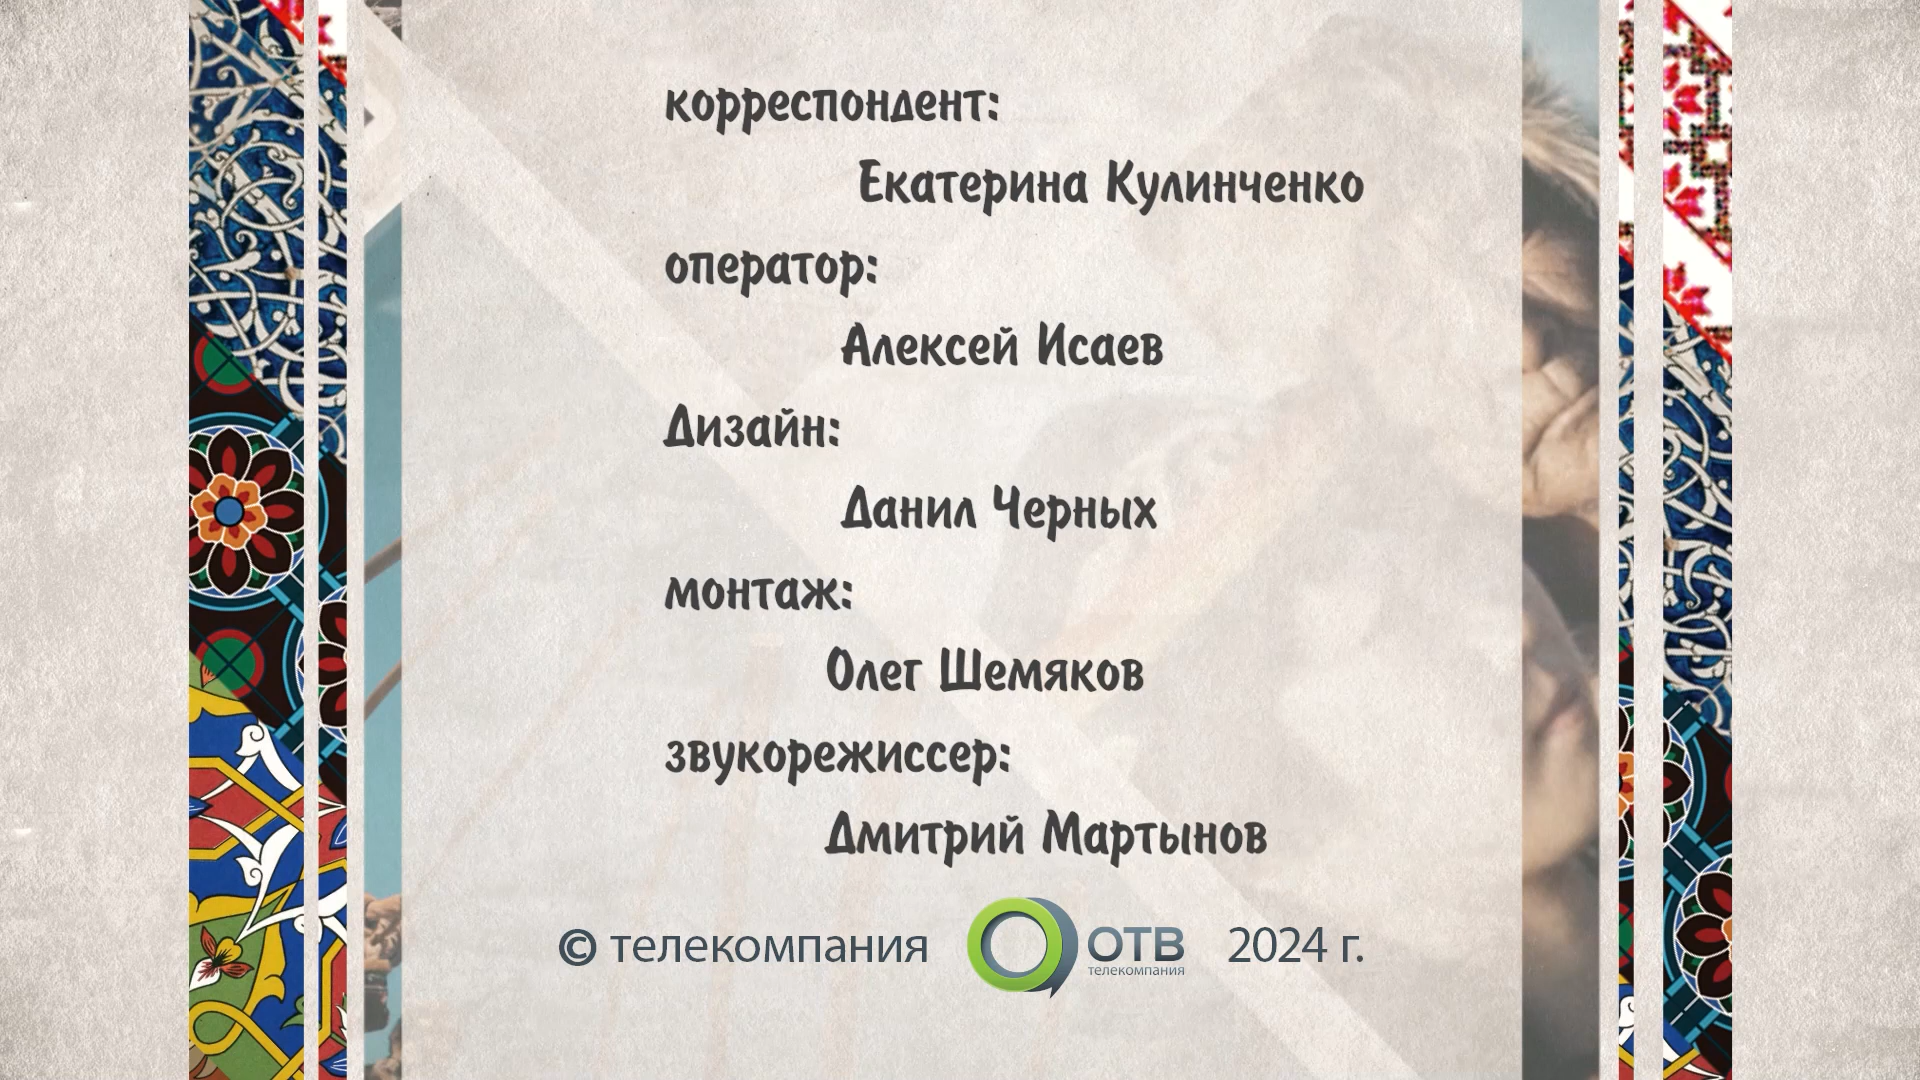 корреспондент:
Екатерина Кулинченко
оператор:
Алексей Исаев
Дизайн:
Данил Черных
монтаж:
Олег Шемяков
звукорежиссер:
Дмитрий Мартынов
© телекомпания ОТВ 2024 г.
телекомпания